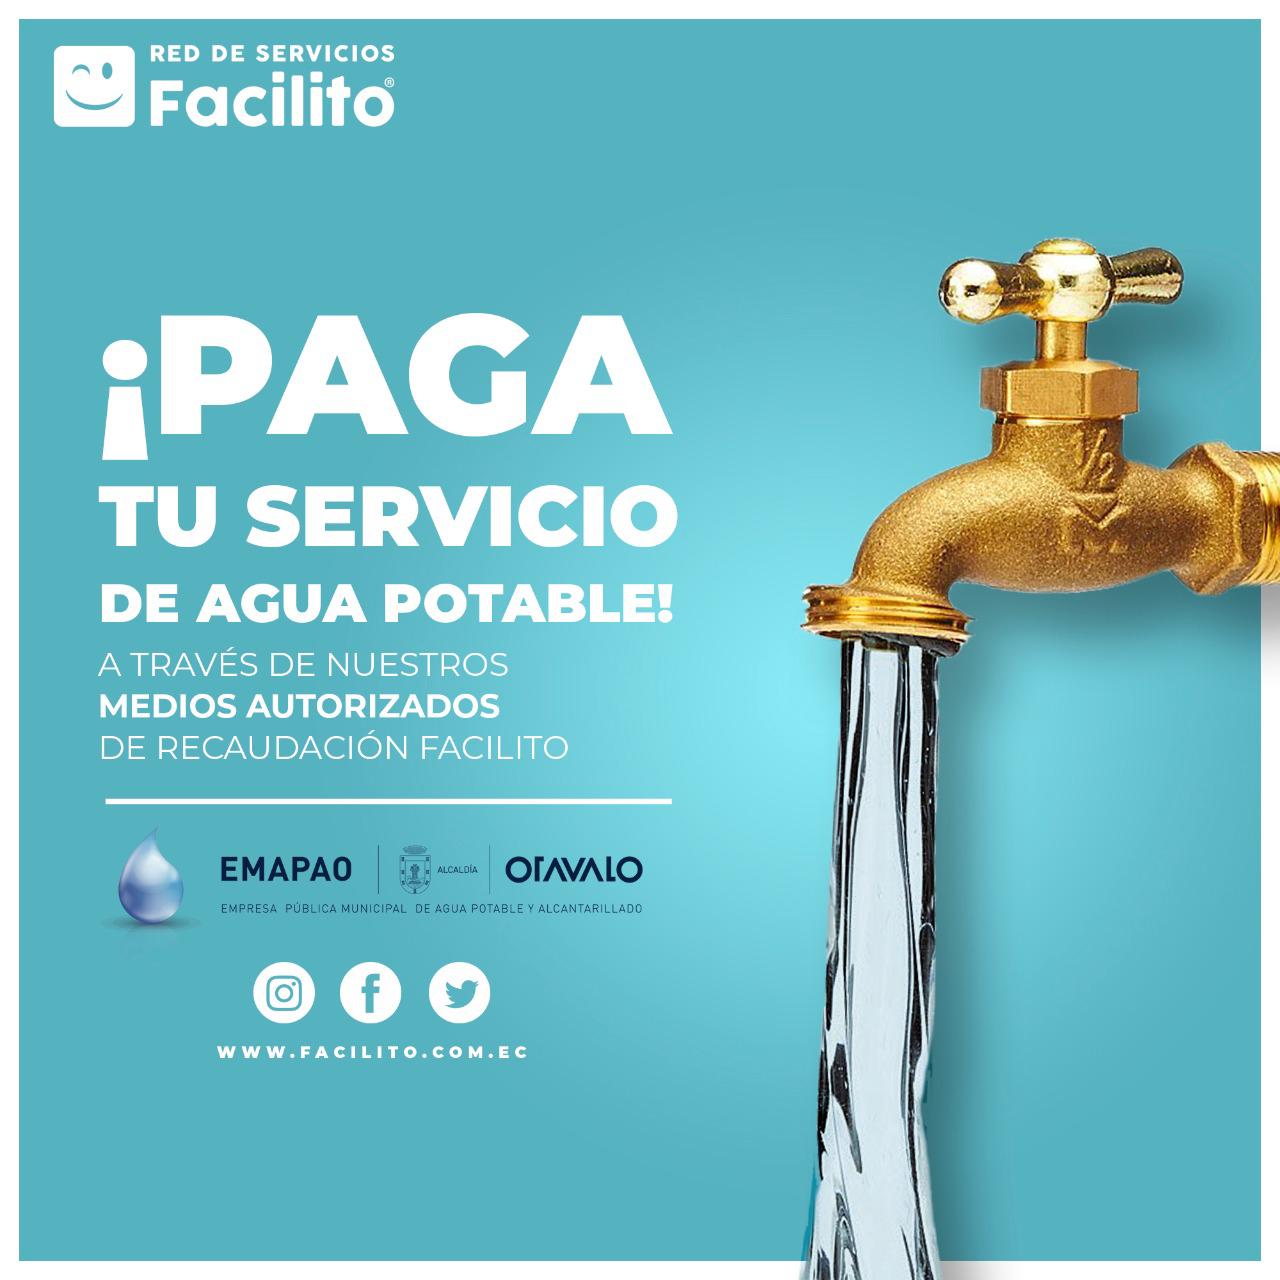 RED DE SERVICIOS
Facilito®
¡PAGA
TU SERVICIO
DE AGUA POTABLE!
A TRAVÉS DE NUESTROS
MEDIOS AUTORIZADOS
DE RECAUDACIÓN FACILITO
EMAPAO ALCALDÍA OTAVALO
EMPRESA PÚBLICA MUNICIPAL DE AGUA POTABLE Y ALCANTARILLADO
WWW.FACILITO.COM.EC
1/2